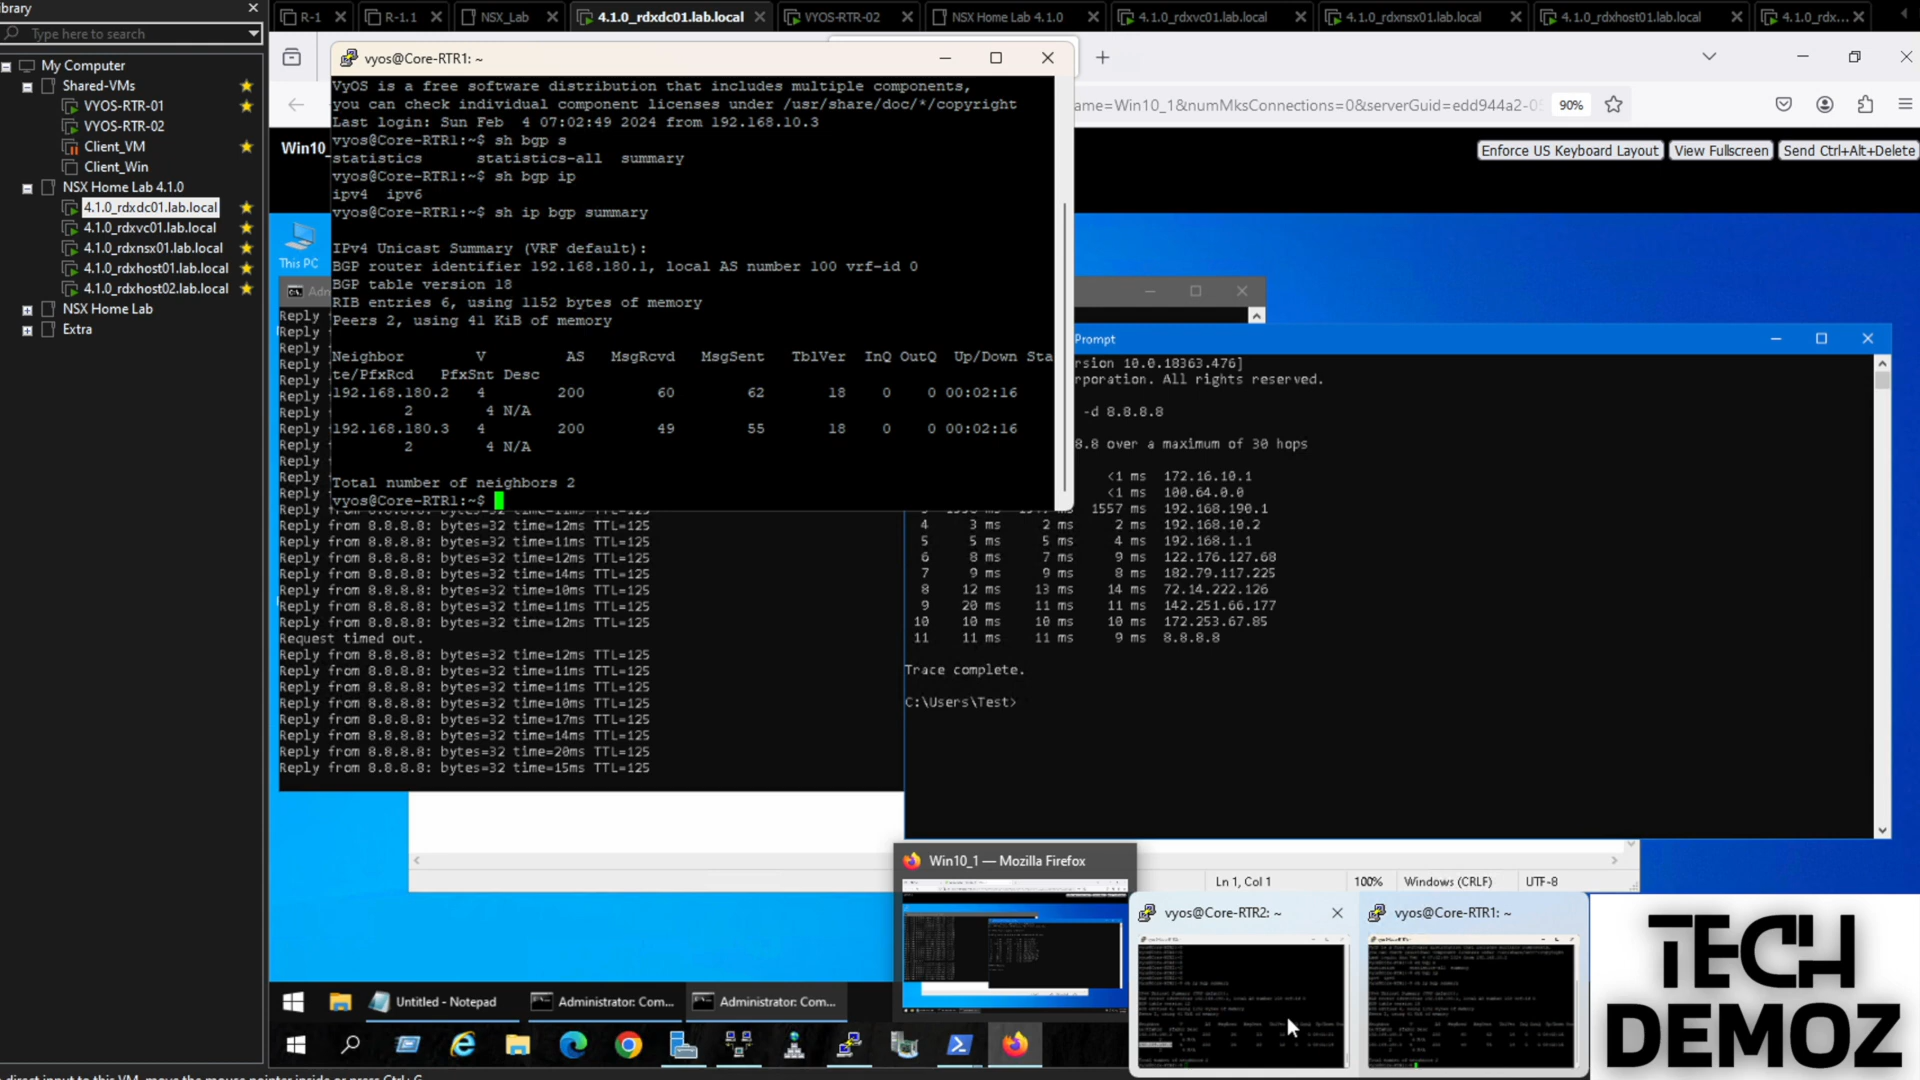 R-1
R-1.1
NSX_Lab
4.1.0_rdxdc01.lab.local
VYOS-RTR-02
NSX Home Lab 4.1.0
4.1.0_rdxvc01.lab.local
4.1.0_rdxnsx01.lab.local
4.1.0_rdxhost01.lab.local
4.1.0_rdx...
ibrary
Type here to search
My Computer
Shared-VMs
VYOS-RTR-01
VYOS-RTR-02
Client_VM
Client_Win
NSX Home Lab 4.1.0
4.1.0_rdxdc01.lab.local
4.1.0_rdxvc01.lab.local
4.1.0_rdxnsx01.lab.local
4.1.0_rdxhost01.lab.local
4.1.0_rdxhost02.lab.local
NSX Home Lab
Extra
vyos@Core-RTR1: ~
VyOS is a free software distribution that includes multiple components,
you can check individual component licenses under /usr/share/doc/*/copyright
Last login: Sun Feb  4 07:02:49 2024 from 192.168.10.3
vyos@Core-RTR1:~$ sh bgp s
statistics      statistics-all  summary
vyos@Core-RTR1:~$ sh bgp ip
ipv4  ipv6
vyos@Core-RTR1:~$ sh ip bgp summary
IPv4 Unicast Summary (VRF default):
BGP router identifier 192.168.180.1, local AS number 100 vrf-id 0
BGP table version 18
RIB entries 6, using 1152 bytes of memory
Peers 2, using 41 KiB of memory
Neighbor        V         AS   MsgRcvd   MsgSent   TblVer  InQ OutQ  Up/Down Sta
te/PfxRcd   PfxSnt Desc
192.168.180.2   4        200        60        62       18    0    0 00:02:16
2        4 N/A
192.168.180.3   4        200        49        55       18    0    0 00:02:16
2        4 N/A
Total number of neighbors 2
vyos@Core-RTR1:~$
ame=Win10_1&numMksConnections=0&serverGuid=edd944a2-05
90%
Win10_
Enforce US Keyboard Layout
View Fullscreen
Send Ctrl+Alt+Delete
This PC
Adm
Reply
Reply
Reply
Reply
Reply
Reply
Reply
Reply
Reply
Reply
Reply
Reply
Reply from 8.8.8.8: bytes=32 time=11ms TTL=125
Reply from 8.8.8.8: bytes=32 time=12ms TTL=125
Reply from 8.8.8.8: bytes=32 time=11ms TTL=125
Reply from 8.8.8.8: bytes=32 time=12ms TTL=125
Reply from 8.8.8.8: bytes=32 time=14ms TTL=125
Reply from 8.8.8.8: bytes=32 time=10ms TTL=125
Reply from 8.8.8.8: bytes=32 time=11ms TTL=125
Reply from 8.8.8.8: bytes=32 time=12ms TTL=125
Request timed out.
Reply from 8.8.8.8: bytes=32 time=12ms TTL=125
Reply from 8.8.8.8: bytes=32 time=11ms TTL=125
Reply from 8.8.8.8: bytes=32 time=11ms TTL=125
Reply from 8.8.8.8: bytes=32 time=10ms TTL=125
Reply from 8.8.8.8: bytes=32 time=17ms TTL=125
Reply from 8.8.8.8: bytes=32 time=14ms TTL=125
Reply from 8.8.8.8: bytes=32 time=20ms TTL=125
Reply from 8.8.8.8: bytes=32 time=15ms TTL=125
Prompt
rsion 10.0.18363.476]
rporation. All rights reserved.
-d 8.8.8.8
8.8 over a maximum of 30 hops
<1 ms  172.16.10.1
<1 ms  100.64.0.0
1557 ms  192.168.190.1
4     3 ms     2 ms     2 ms  192.168.10.2
5     5 ms     5 ms     4 ms  192.168.1.1
6     8 ms     7 ms     9 ms  122.176.127.68
7     9 ms     9 ms     8 ms  182.79.117.225
8    12 ms    13 ms    14 ms  72.14.222.126
9    20 ms    11 ms    11 ms  142.251.66.177
10    10 ms    10 ms    10 ms  172.253.67.85
11    11 ms    11 ms     9 ms  8.8.8.8
Trace complete.
C:\Users\Test>
Ln 1, Col 1
100%
Windows (CRLF)
UTF-8
Win10_1 — Mozilla Firefox
vyos@Core-RTR2: ~
vyos@Core-RTR1: ~
Untitled - Notepad
Administrator: Com...
Administrator: Com...
TECH
DEMOZ